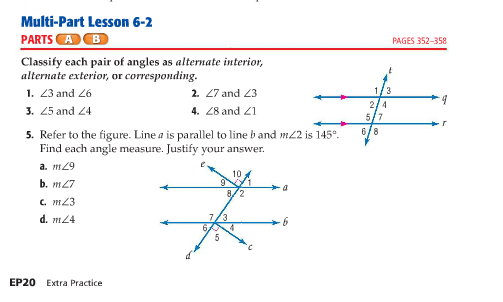 Multi-Part Lesson 6-2
PARTS A B PAGES 352–358
Classify each pair of angles as alternate interior,
alternate exterior, or corresponding.
1. ∠3 and ∠6 2. ∠7 and ∠3
3. ∠5 and ∠4 4. ∠8 and ∠1
t
1 3
q
2 4
5 7
r
6 8
5. Refer to the figure. Line a is parallel to line b and m∠2 is 145°.
Find each angle measure. Justify your answer.
a. m∠9
b. m∠7
c. m∠3
d. m∠4
e
10
9 1
a
8 2
7 3
b
6 4
5
c
d
EP20 Extra Practice